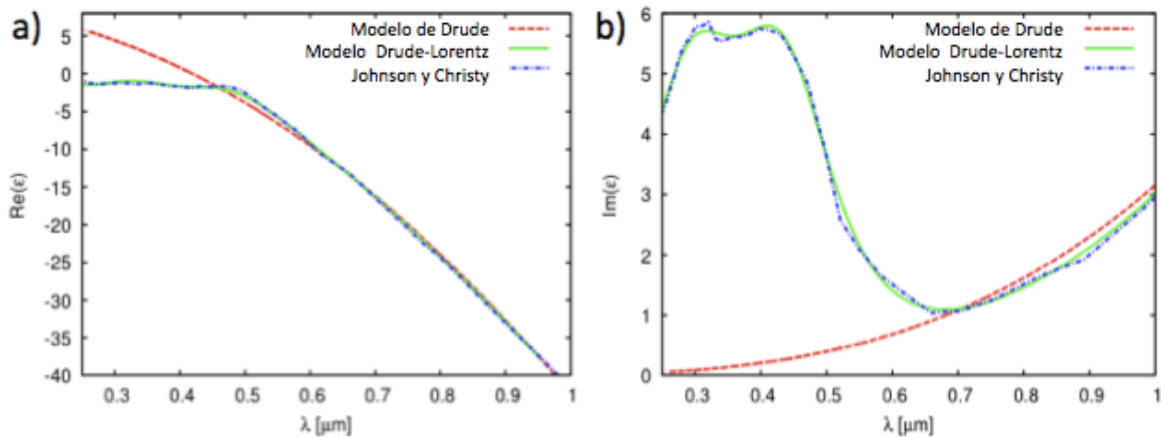 a)
Modelo de Drude
Modelo Drude-Lorentz
Johnson y Christy
5
0
-5
-10
-15
-20
-25
-30
-35
-40
Re(ε)
0.3 0.4 0.5 0.6 0.7 0.8 0.9 1
λ [μm]
b)
Modelo de Drude
Modelo Drude-Lorentz
Johnson y Christy
6
5
4
3
2
1
0
Im(ε)
0.3 0.4 0.5 0.6 0.7 0.8 0.9 1
λ [μm]